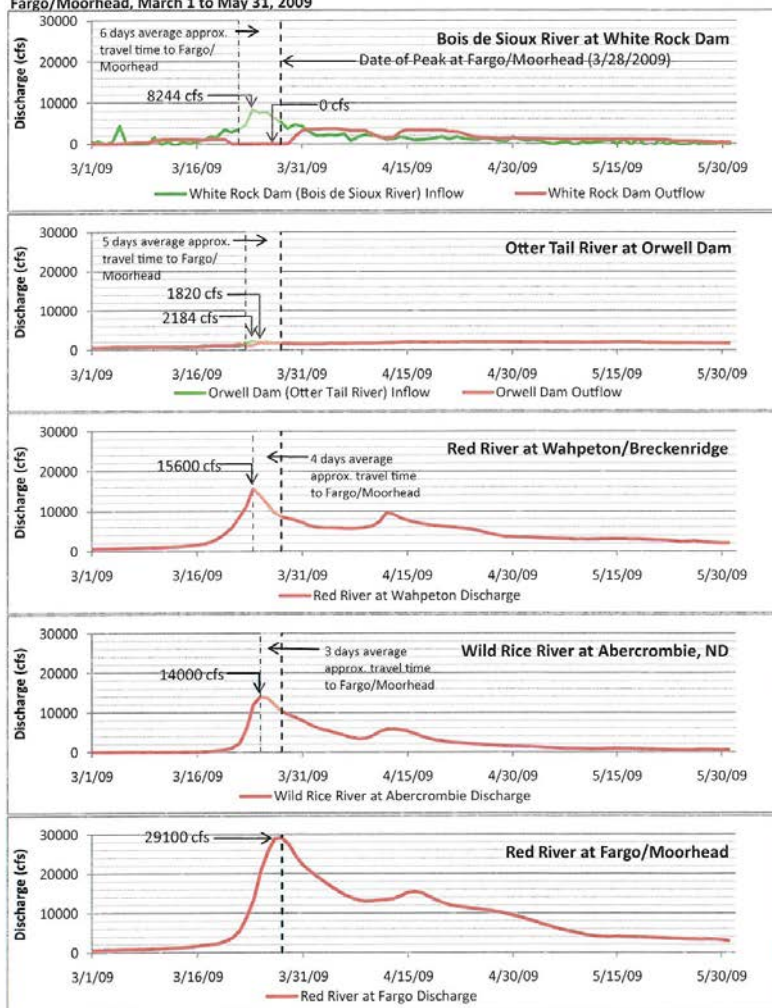 Fargo/Moorhead, March 1 to May 31, 2009
Bois de Sioux River at White Rock Dam
6 days average approx.
travel time to Fargo/
Moorhead
Date of Peak at Fargo/Moorhead (3/28/2009)
8244 cfs
0 cfs
Discharge (cfs)
30000
20000
10000
0
3/1/09 3/16/09 3/31/09 4/15/09 4/30/09 5/15/09 5/30/09
White Rock Dam (Bois de Sioux River) Inflow White Rock Dam Outflow
Otter Tail River at Orwell Dam
5 days average approx.
travel time to Fargo/
Moorhead
1820 cfs
2184 cfs
Discharge (cfs)
30000
20000
10000
0
3/1/09 3/16/09 3/31/09 4/15/09 4/30/09 5/15/09 5/30/09
Orwell Dam (Otter Tail River) Inflow Orwell Dam Outflow
Red River at Wahpeton/Breckenridge
15600 cfs
4 days average
approx. travel time
to Fargo/Moorhead
Discharge (cfs)
30000
20000
10000
0
3/1/09 3/16/09 3/31/09 4/15/09 4/30/09 5/15/09 5/30/09
Red River at Wahpeton Discharge
Wild Rice River at Abercrombie, ND
3 days average
approx. travel time
to Fargo/Moorhead
14000 cfs
Discharge (cfs)
30000
20000
10000
0
3/1/09 3/16/09 3/31/09 4/15/09 4/30/09 5/15/09 5/30/09
Wild Rice River at Abercrombie Discharge
Red River at Fargo/Moorhead
29100 cfs
Discharge (cfs)
30000
20000
10000
0
3/1/09 3/16/09 3/31/09 4/15/09 4/30/09 5/15/09 5/30/09
Red River at Fargo Discharge